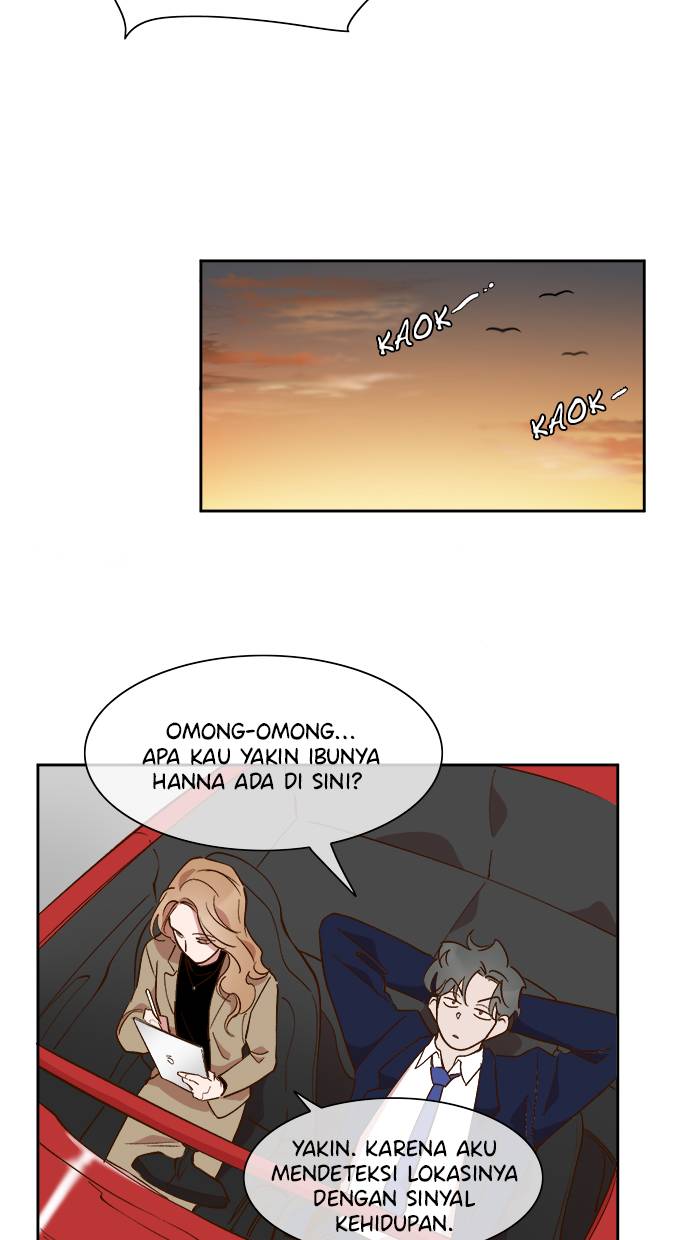 KAOK~...
KAOK-
OMONG-OMONG...
APA KAU YAKIN IBUNYA
HANNA ADA DI SINI?
YAKIN. KARENA AKU
MENDETEKSI LOKASINYA
DENGAN SINYAL
KEHIDUPAN.